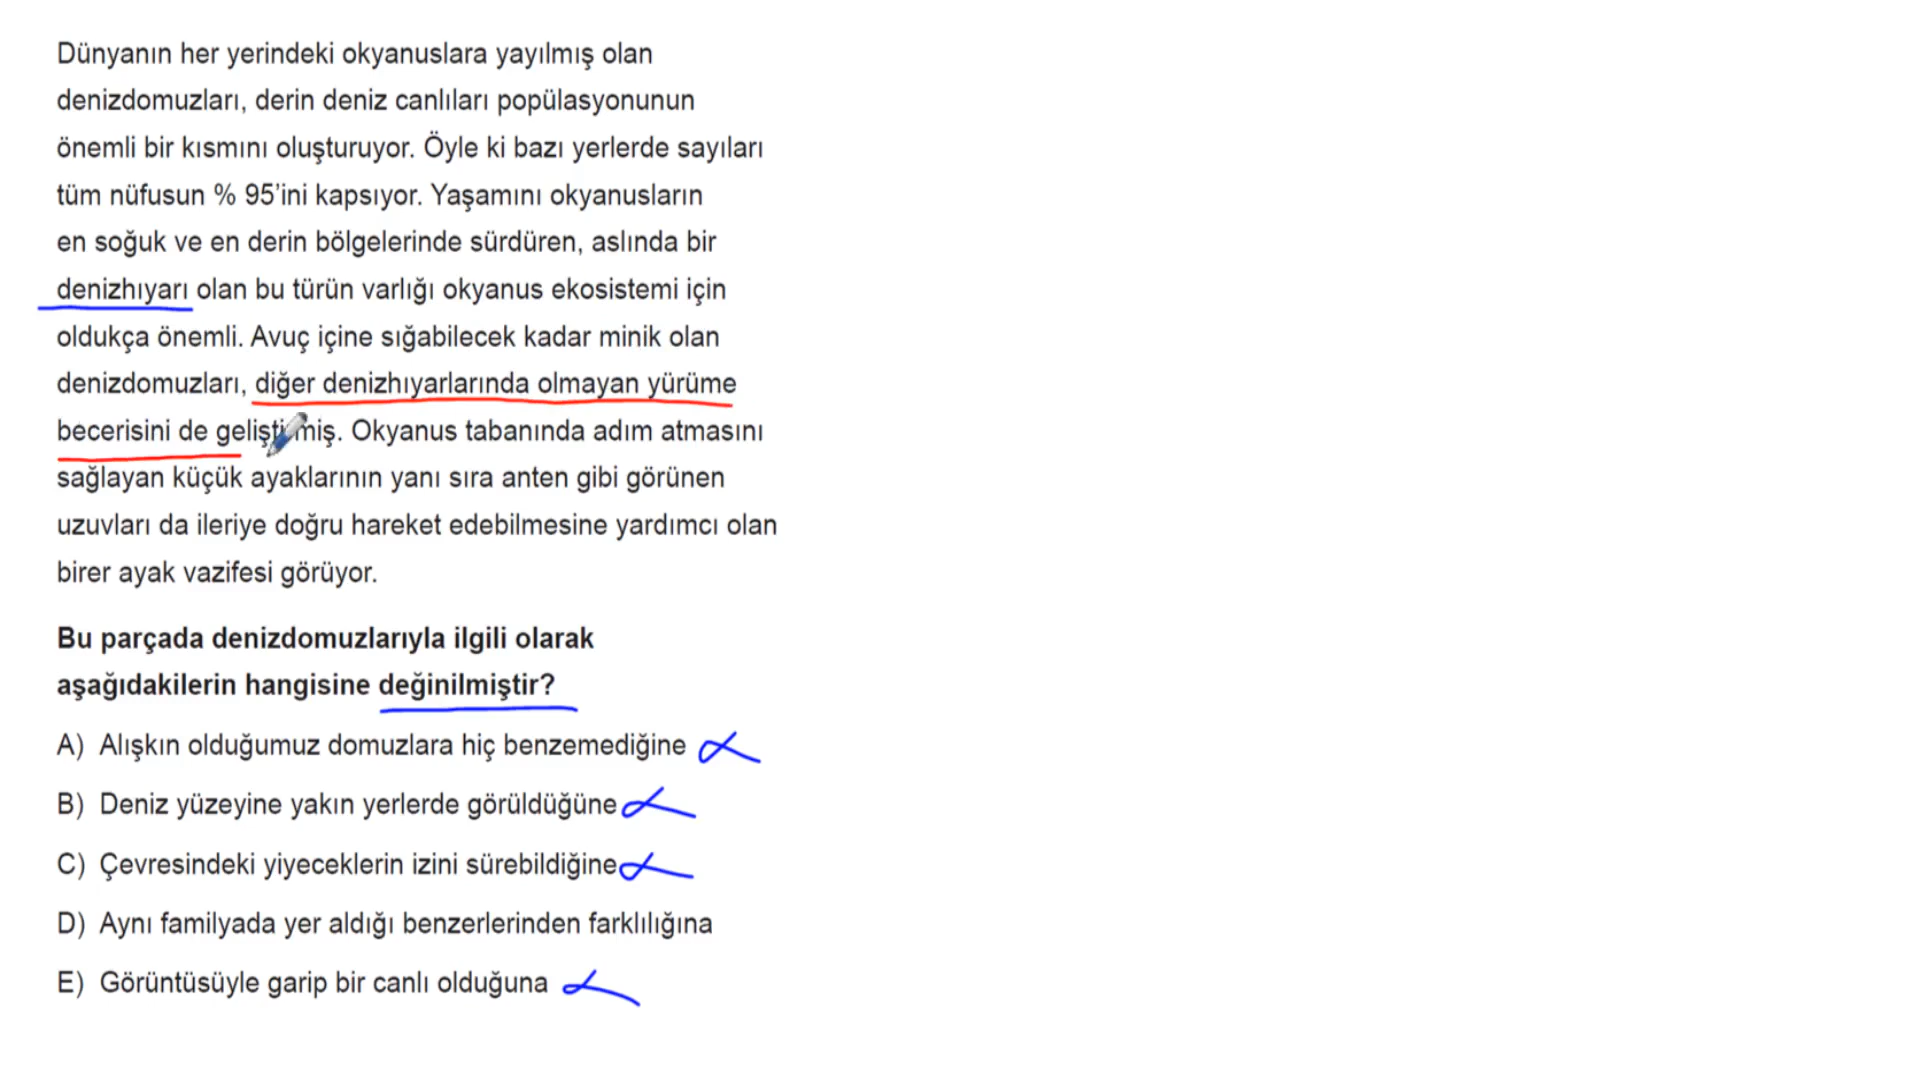 Dünyanın her yerindeki okyanuslara yayılmış olan
denizdomuzları, derin deniz canlıları popülasyonunun
önemli bir kısmını oluşturuyor. Öyle ki bazı yerlerde sayıları
tüm nüfusun % 95’ini kapsıyor. Yaşamını okyanusların
en soğuk ve en derin bölgelerinde sürdüren, aslında bir
denizhıyarı olan bu türün varlığı okyanus ekosistemi için
oldukça önemli. Avuç içine sığabilecek kadar minik olan
denizdomuzları, diğer denizhıyarlarında olmayan yürüme
becerisini de geliştirmiş. Okyanus tabanında adım atmasını
sağlayan küçük ayaklarının yanı sıra anten gibi görünen
uzuvları da ileriye doğru hareket edebilmesine yardımcı olan
birer ayak vazifesi görüyor.
Bu parçada denizdomuzlarıyla ilgili olarak
aşağıdakilerin hangisine değinilmiştir?
A) Alışkın olduğumuz domuzlara hiç benzemediğine
B) Deniz yüzeyine yakın yerlerde görüldüğüne
C) Çevresindeki yiyeceklerin izini sürebildiğine
D) Aynı familyada yer aldığı benzerlerinden farklılığına
E) Görüntüsüyle garip bir canlı olduğuna